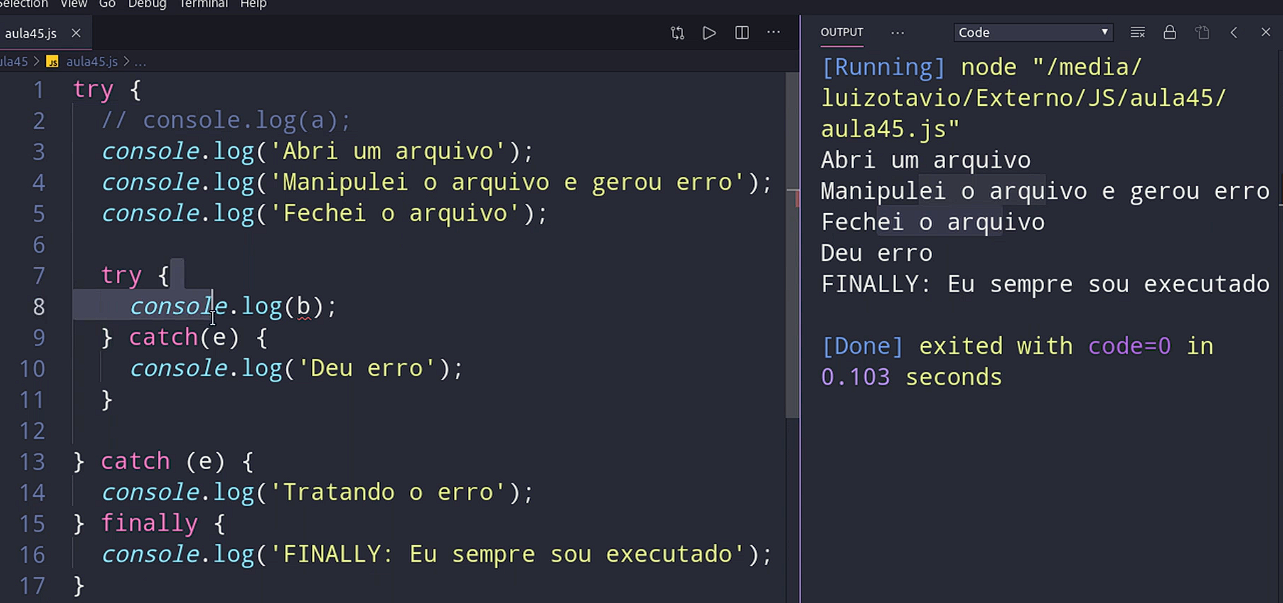 Selection View Go Debug Terminal Help
aula45.js
OUTPUT
Code
ula45 > JS aula45.js > ...
1 try {
2 // console.log(a);
3 console.log('Abri um arquivo');
4 console.log('Manipulei o arquivo e gerou erro');
5 console.log('Fechei o arquivo');
6
7 try {
8 console.log(b);
9 } catch(e) {
10 console.log('Deu erro');
11 }
12
13 } catch (e) {
14 console.log('Tratando o erro');
15 } finally {
16 console.log('FINALLY: Eu sempre sou executado');
17 }
[Running] node "/media/
luizotavio/Externo/JS/aula45/
aula45.js"
Abri um arquivo
Manipulei o arquivo e gerou erro
Fechei o arquivo
Deu erro
FINALLY: Eu sempre sou executado
[Done] exited with code=0 in
0.103 seconds